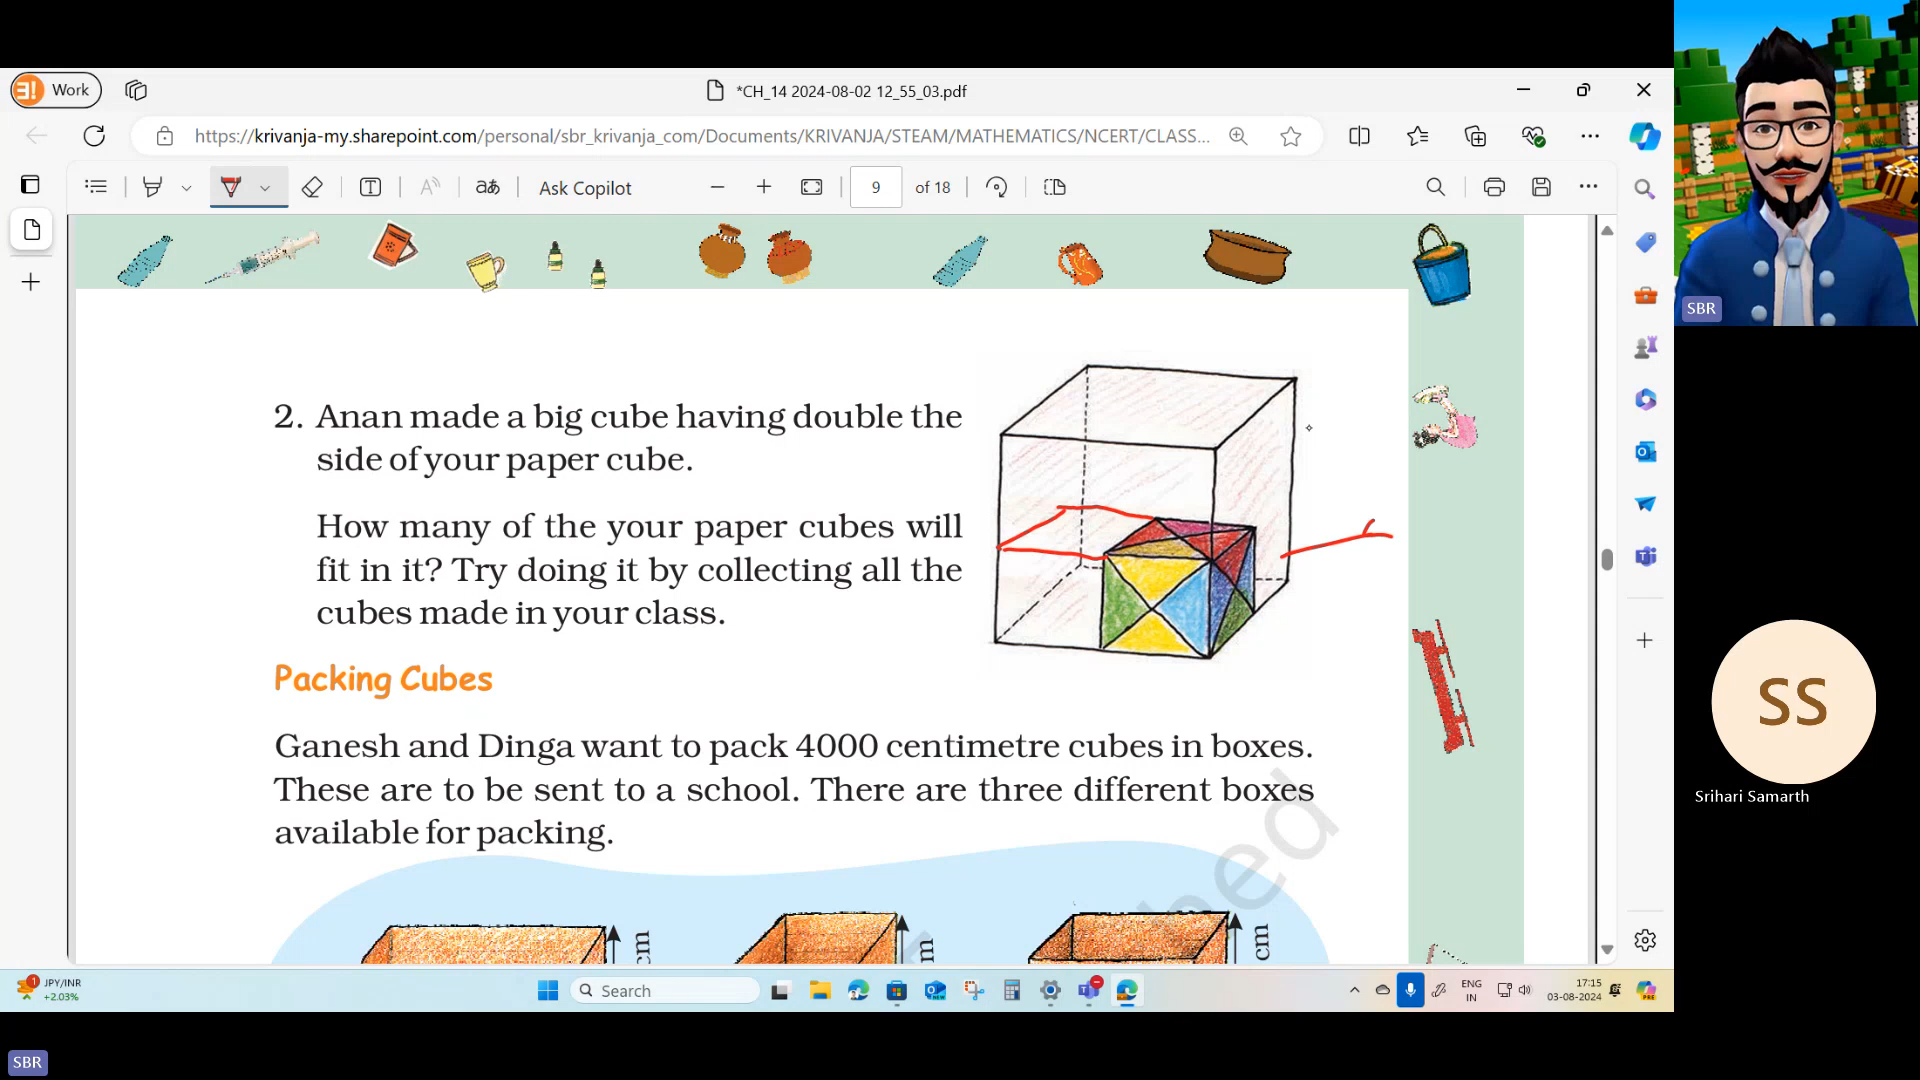 Work
*CH_14 2024-08-02 12_55_03.pdf
https://krivanja-my.sharepoint.com/personal/sbr_krivanja_com/Documents/KRIVANJA/STEAM/MATHEMATICS/NCERT/CLASS...
Ask Copilot
9 of 18
SBR
2. Anan made a big cube having double the
side of your paper cube.
How many of the your paper cubes will
fit in it? Try doing it by collecting all the
cubes made in your class.
Packing Cubes
Ganesh and Dinga want to pack 4000 centimetre cubes in boxes.
These are to be sent to a school. There are three different boxes
available for packing.
cm
m
cm
SS
Srihari Samarth
1
JPY/INR
+2.03%
Search
ENG
IN
17:15
03-08-2024
SBR